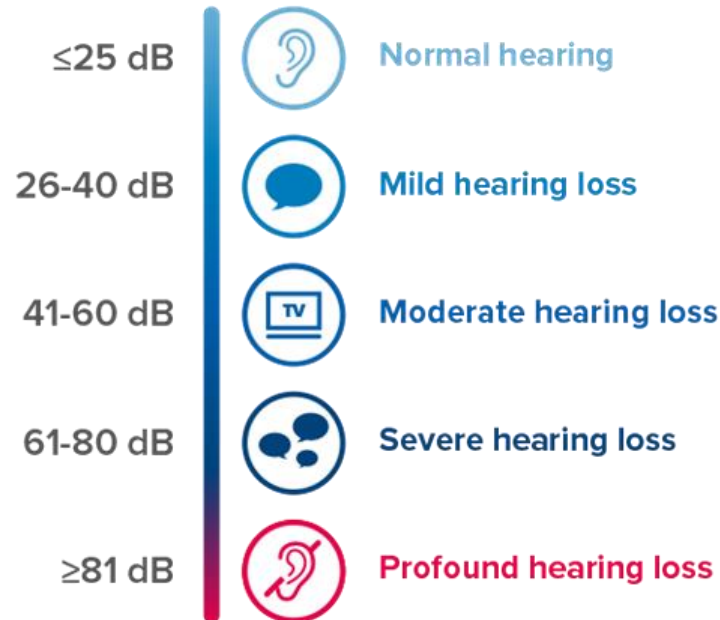 ≤25 dB Normal hearing
26-40 dB Mild hearing loss
41-60 dB TV Moderate hearing loss
61-80 dB Severe hearing loss
≥81 dB Profound hearing loss